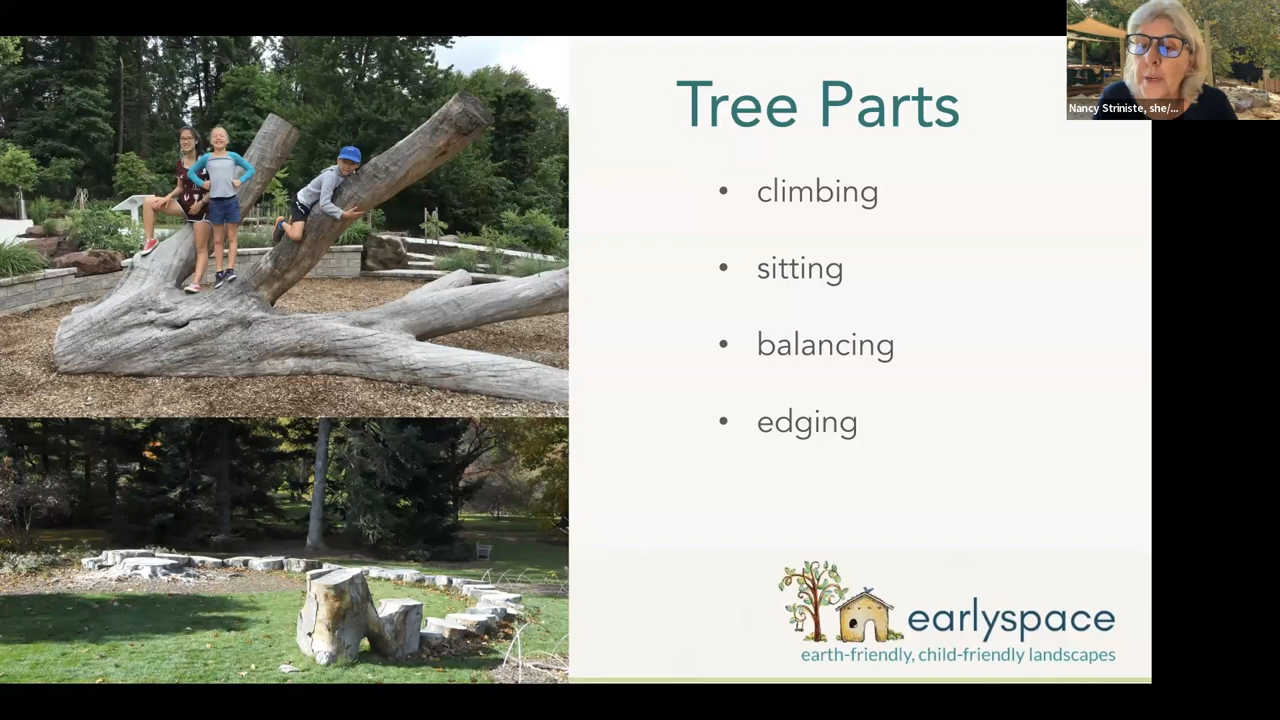 Tree Parts
• climbing
• sitting
• balancing
• edging
earlyspace
earth-friendly, child-friendly landscapes
Nancy Striniste, she/...